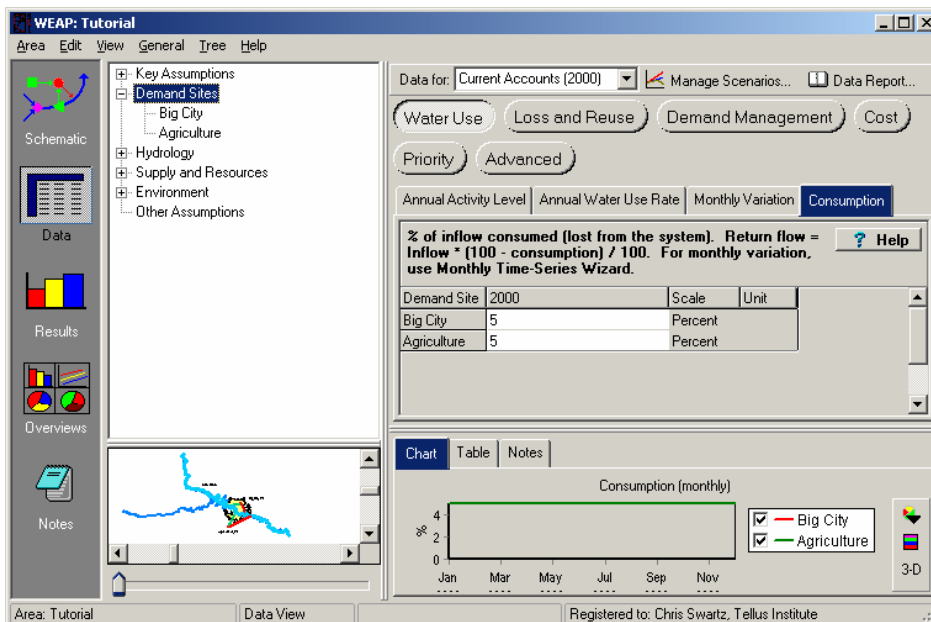 WEAP: Tutorial
Area Edit View General Tree Help
Schematic
Data
Results
Overviews
Notes
Key Assumptions
Demand Sites
Big City
Agriculture
Hydrology
Supply and Resources
Environment
Other Assumptions
Data for: Current Accounts (2000) Manage Scenarios... Data Report...
Water Use Loss and Reuse Demand Management Cost
Priority Advanced
Annual Activity Level Annual Water Use Rate Monthly Variation Consumption
% of inflow consumed (lost from the system). Return flow =
Inflow * (100 - consumption) / 100. For monthly variation,
use Monthly Time-Series Wizard.
? Help
Demand Site 2000 Scale Unit
Big City 5 Percent
Agriculture 5 Percent
Chart Table Notes
Consumption (monthly)
%
4
2
0
Jan Mar May Jul Sep Nov
Big City
Agriculture
3-D
Area: Tutorial Data View Registered to: Chris Swartz, Tellus Institute